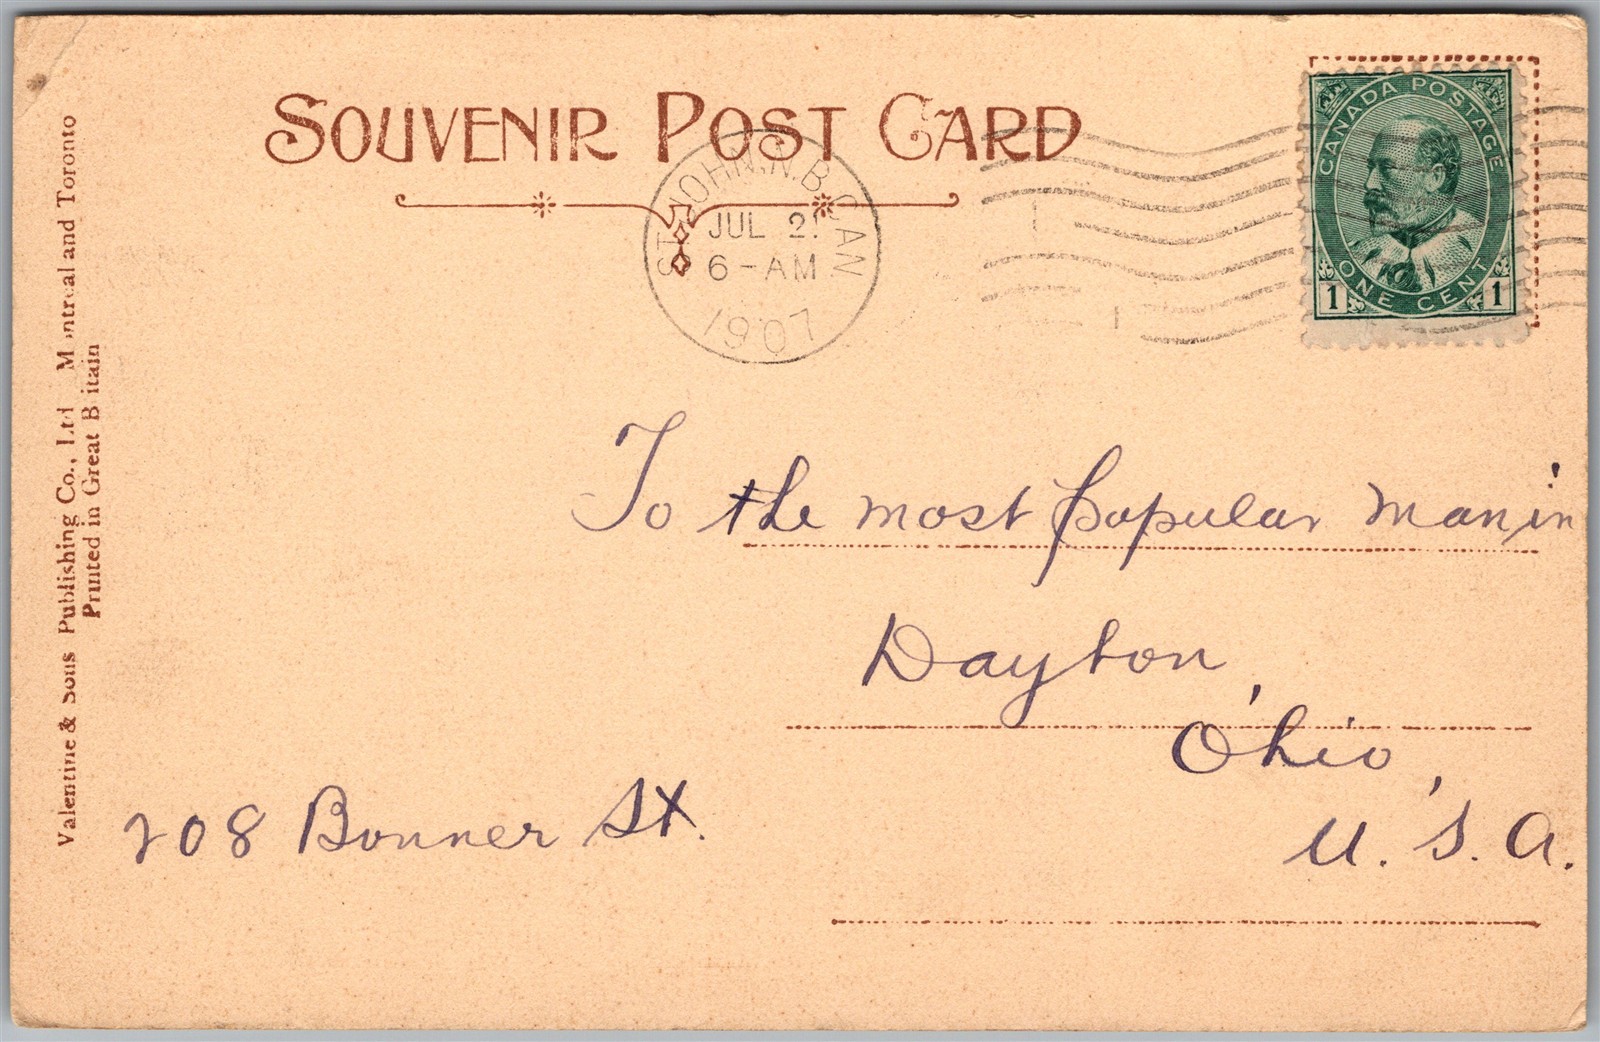 SOUVENIR POST CARD
ST. JOHN. N.B. CAN
JUL 21
6-AM
1907
CANADA POSTAGE
ONE CENT
1 1
To the most popular man in
Dayton,
Ohio,
U.S.A.
208 Bonner St.
Valentine & Sons Publishing Co., Ltd Montreal and Toronto
Printed in Great Britain